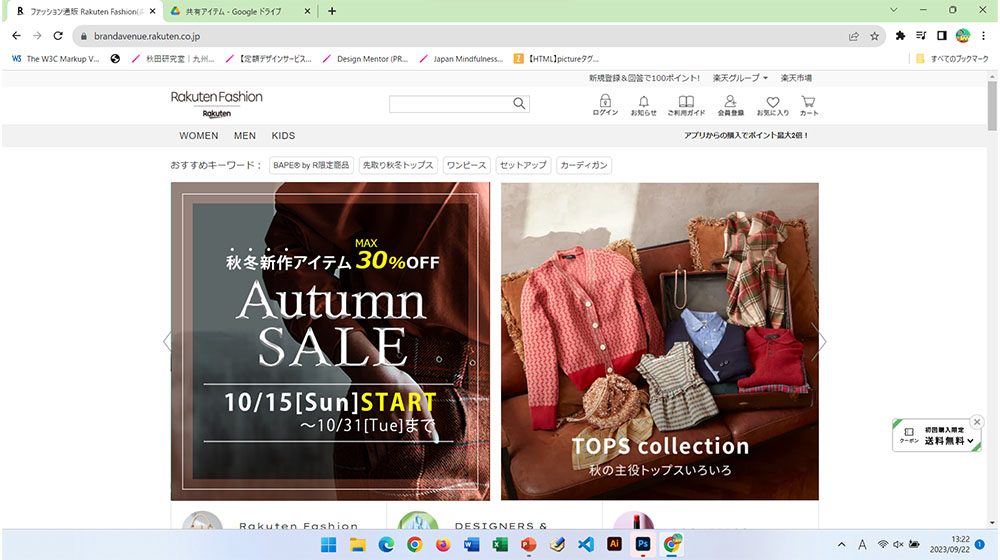 ファッション通販 Rakuten Fashion(
共有アイテム - Google ドライブ
brandavenue.rakuten.co.jp
The W3C Markup V...
秋田研究室｜九州...
【定額デザインサービス...
Design Mentor (PR...
Japan Mindfulness...
【HTML】pictureタグ...
すべてのブックマーク
新規登録&回答で100ポイント!
楽天グループ
楽天市場
Rakuten Fashion
Rakuten
ログイン
お知らせ
ご利用ガイド
会員登録
お気に入り
カート
WOMEN
MEN
KIDS
アプリからの購入でポイント最大2倍！
おすすめキーワード：
BAPE® by R限定商品
先取り秋冬トップス
ワンピース
セットアップ
カーディガン
秋冬新作アイテム MAX 30%OFF
Autumn
SALE
10/15[Sun]START
～10/31[Tue]まで
TOPS collection
秋の主役トップスいろいろ
クーポン
初回購入限定
送料無料
Rakuten Fashion
DESIGNERS &
A
13:22
2023/09/22